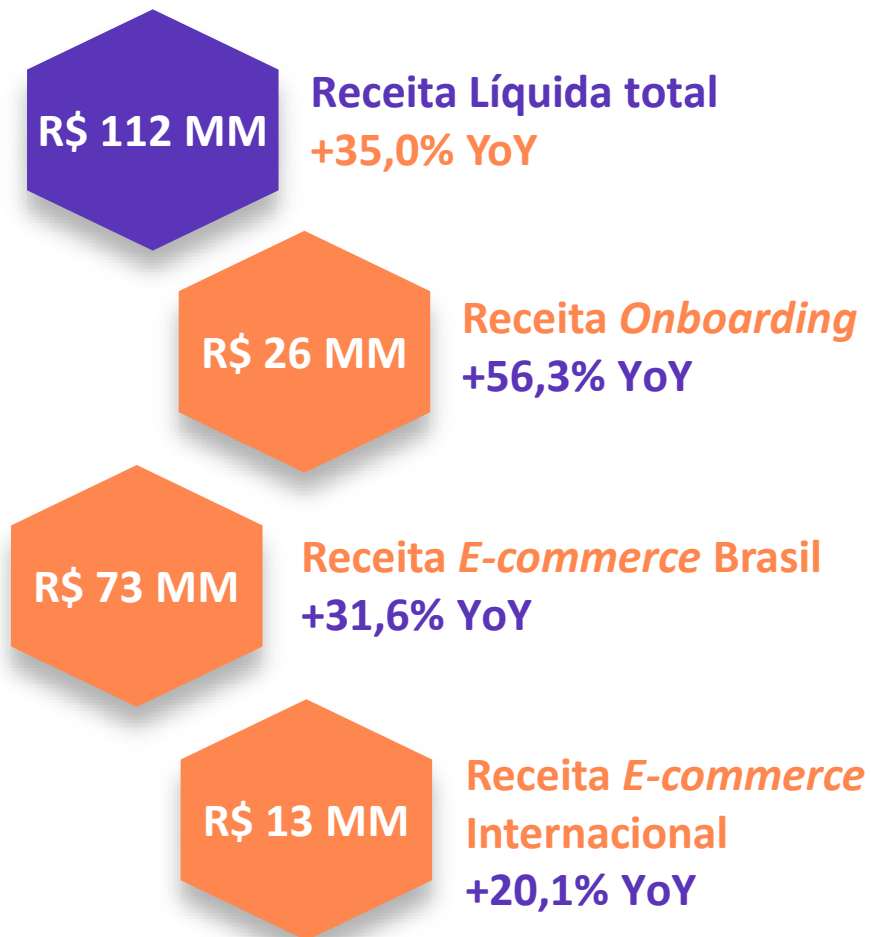 R$ 112 MM
Receita Líquida total
+35,0% YoY
R$ 26 MM
Receita Onboarding
+56,3% YoY
R$ 73 MM
Receita E-commerce Brasil
+31,6% YoY
R$ 13 MM
Receita E-commerce
Internacional
+20,1% YoY